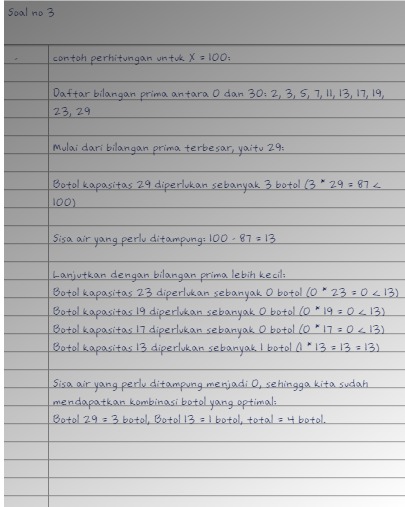 Soal no 3
contoh perhitungan untuk X = 100:
Daftar bilangan prima antara 0 dan 30: 2, 3, 5, 7, 11, 13, 17, 19,
23, 29
Mulai dari bilangan prima terbesar, yaitu 29:
Botol kapasitas 29 diperlukan sebanyak 3 botol (3 * 29 = 87 <
100)
Sisa air yang perlu ditampung: 100 - 87 = 13
Lanjutkan dengan bilangan prima lebih kecil:
Botol kapasitas 23 diperlukan sebanyak 0 botol (0 * 23 = 0 < 13)
Botol kapasitas 19 diperlukan sebanyak 0 botol (0 * 19 = 0 < 13)
Botol kapasitas 17 diperlukan sebanyak 0 botol (0 * 17 = 0 < 13)
Botol kapasitas 13 diperlukan sebanyak 1 botol (1 * 13 = 13 = 13)
Sisa air yang perlu ditampung menjadi 0, sehingga kita sudah
mendapatkan kombinasi botol yang optimal:
Botol 29 = 3 botol, Botol 13 = 1 botol, total = 4 botol.